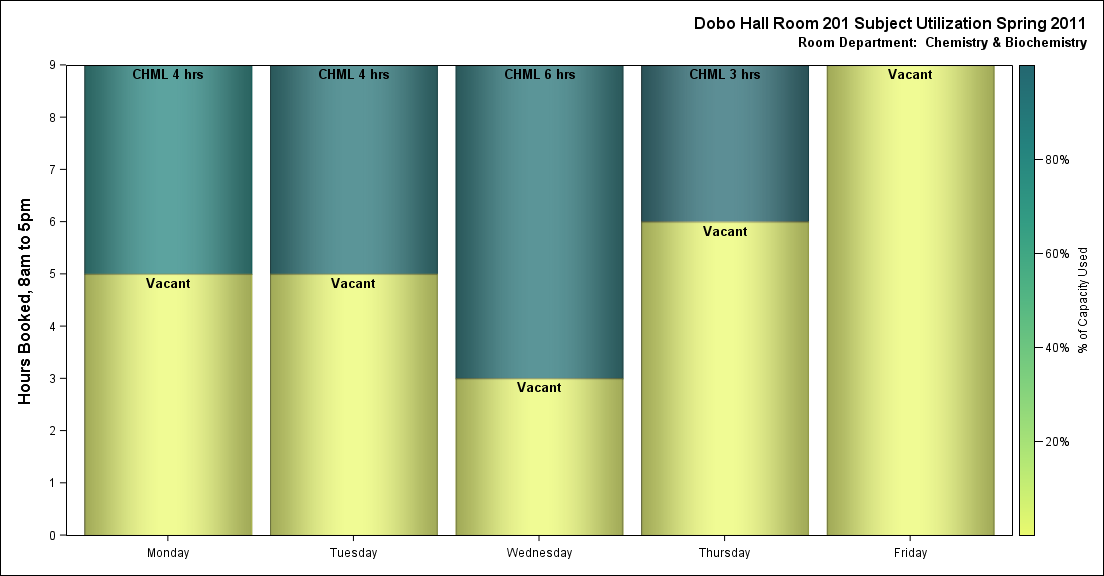 Dobo Hall Room 201 Subject Utilization Spring 2011
Room Department:  Chemistry & Biochemistry
Hours Booked, 8am to 5pm
9
8
7
6
5
4
3
2
1
0
CHML 4 hrs
Vacant
CHML 4 hrs
Vacant
CHML 6 hrs
Vacant
CHML 3 hrs
Vacant
Vacant
Monday
Tuesday
Wednesday
Thursday
Friday
80%
60%
40%
20%
% of Capacity Used